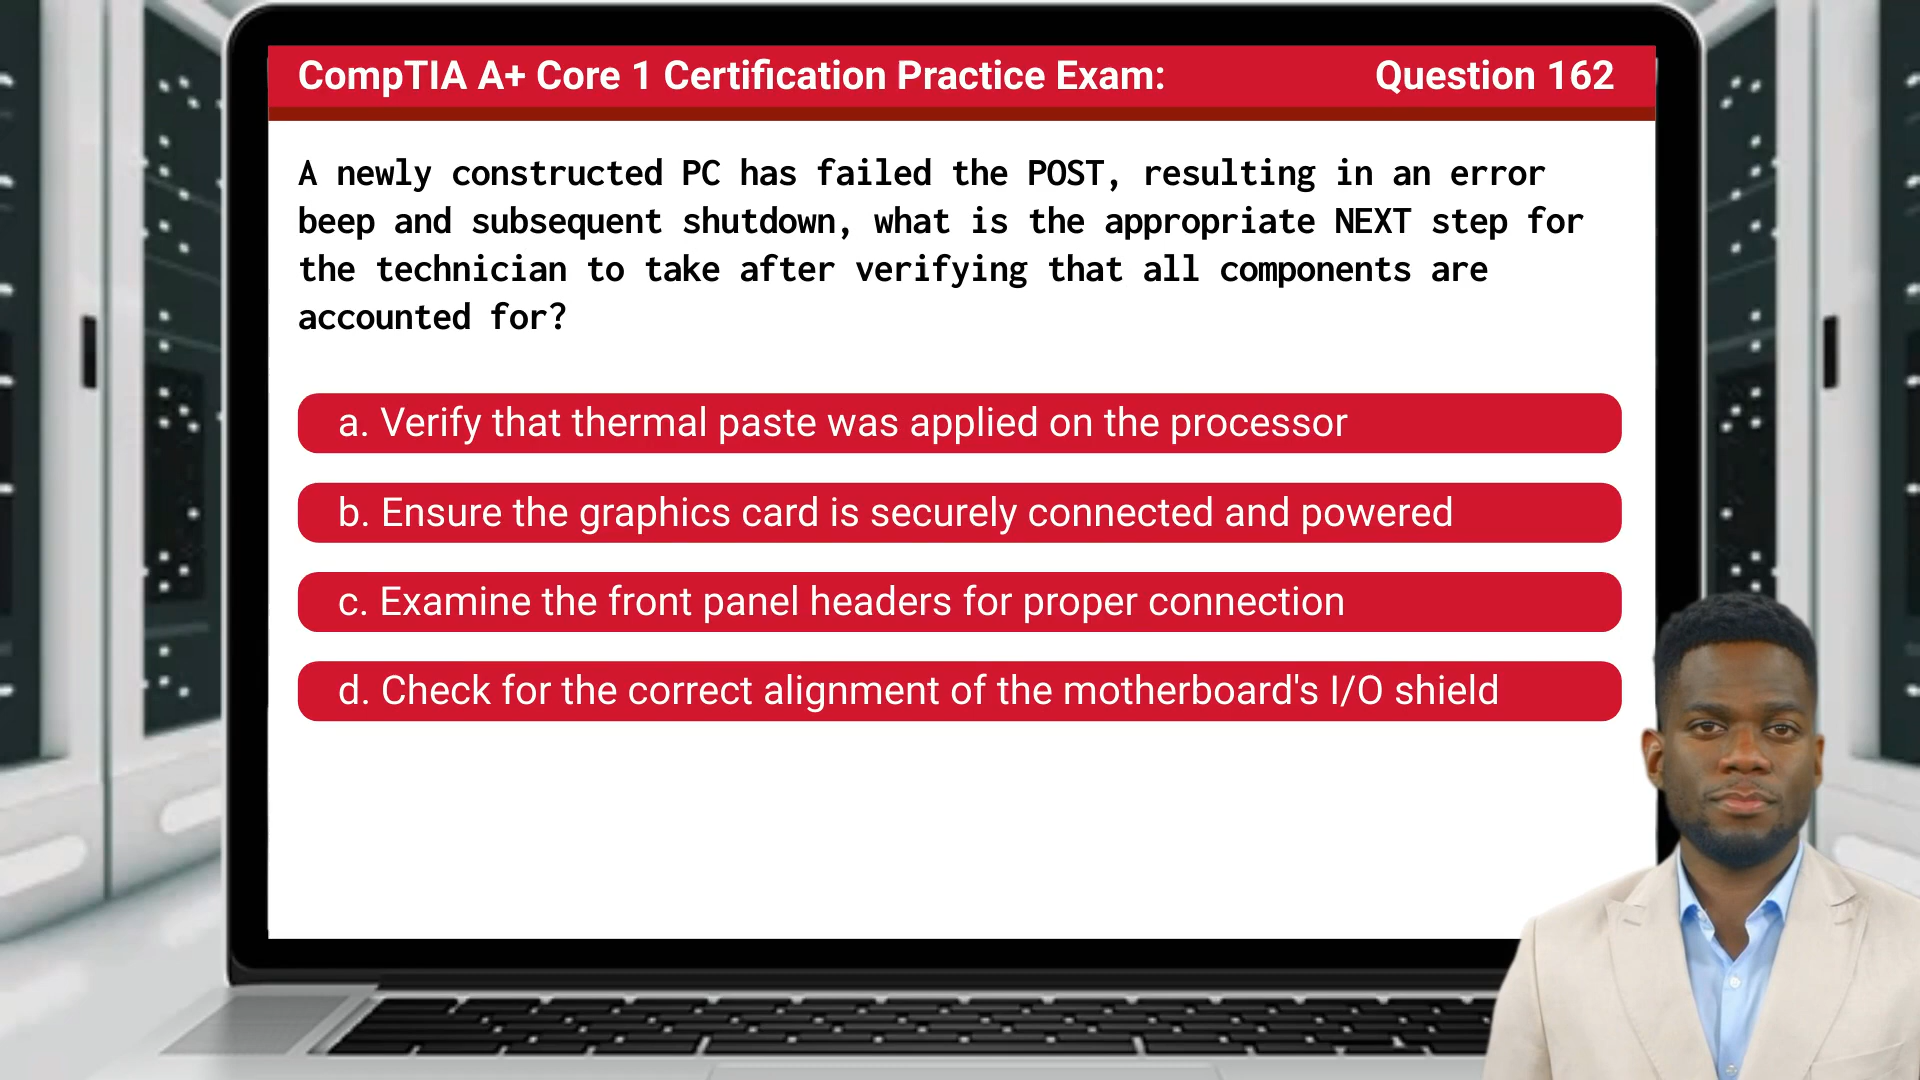 CompTIA A+ Core 1 Certification Practice Exam: Question 162
A newly constructed PC has failed the POST, resulting in an error
beep and subsequent shutdown, what is the appropriate NEXT step for
the technician to take after verifying that all components are
accounted for?
a. Verify that thermal paste was applied on the processor
b. Ensure the graphics card is securely connected and powered
c. Examine the front panel headers for proper connection
d. Check for the correct alignment of the motherboard's I/O shield